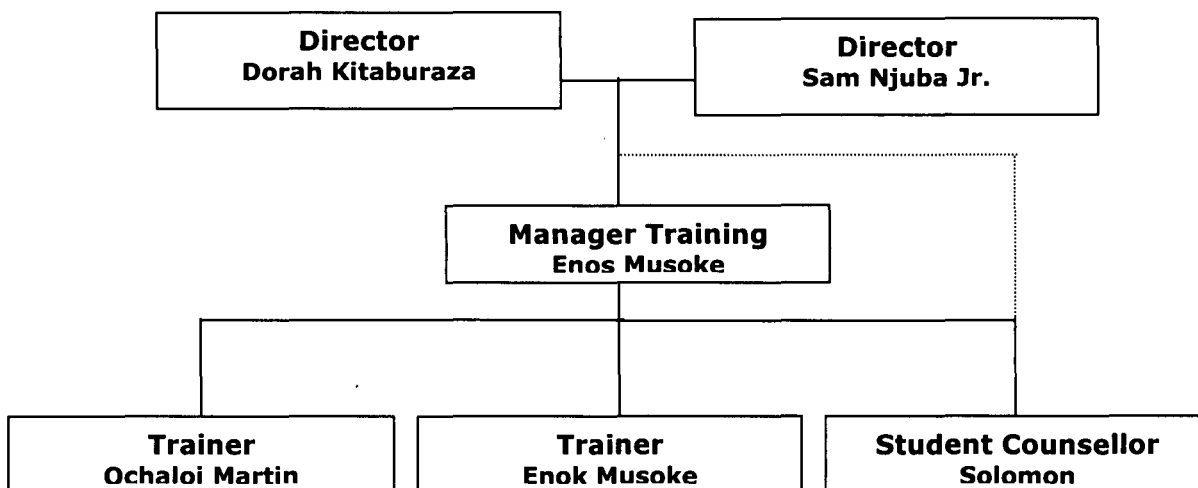 Director
Dorah Kitaburaza
Director
Sam Njuba Jr.
Manager Training
Enos Musoke
Trainer
Ochaloi Martin
Trainer
Enok Musoke
Student Counsellor
Solomon